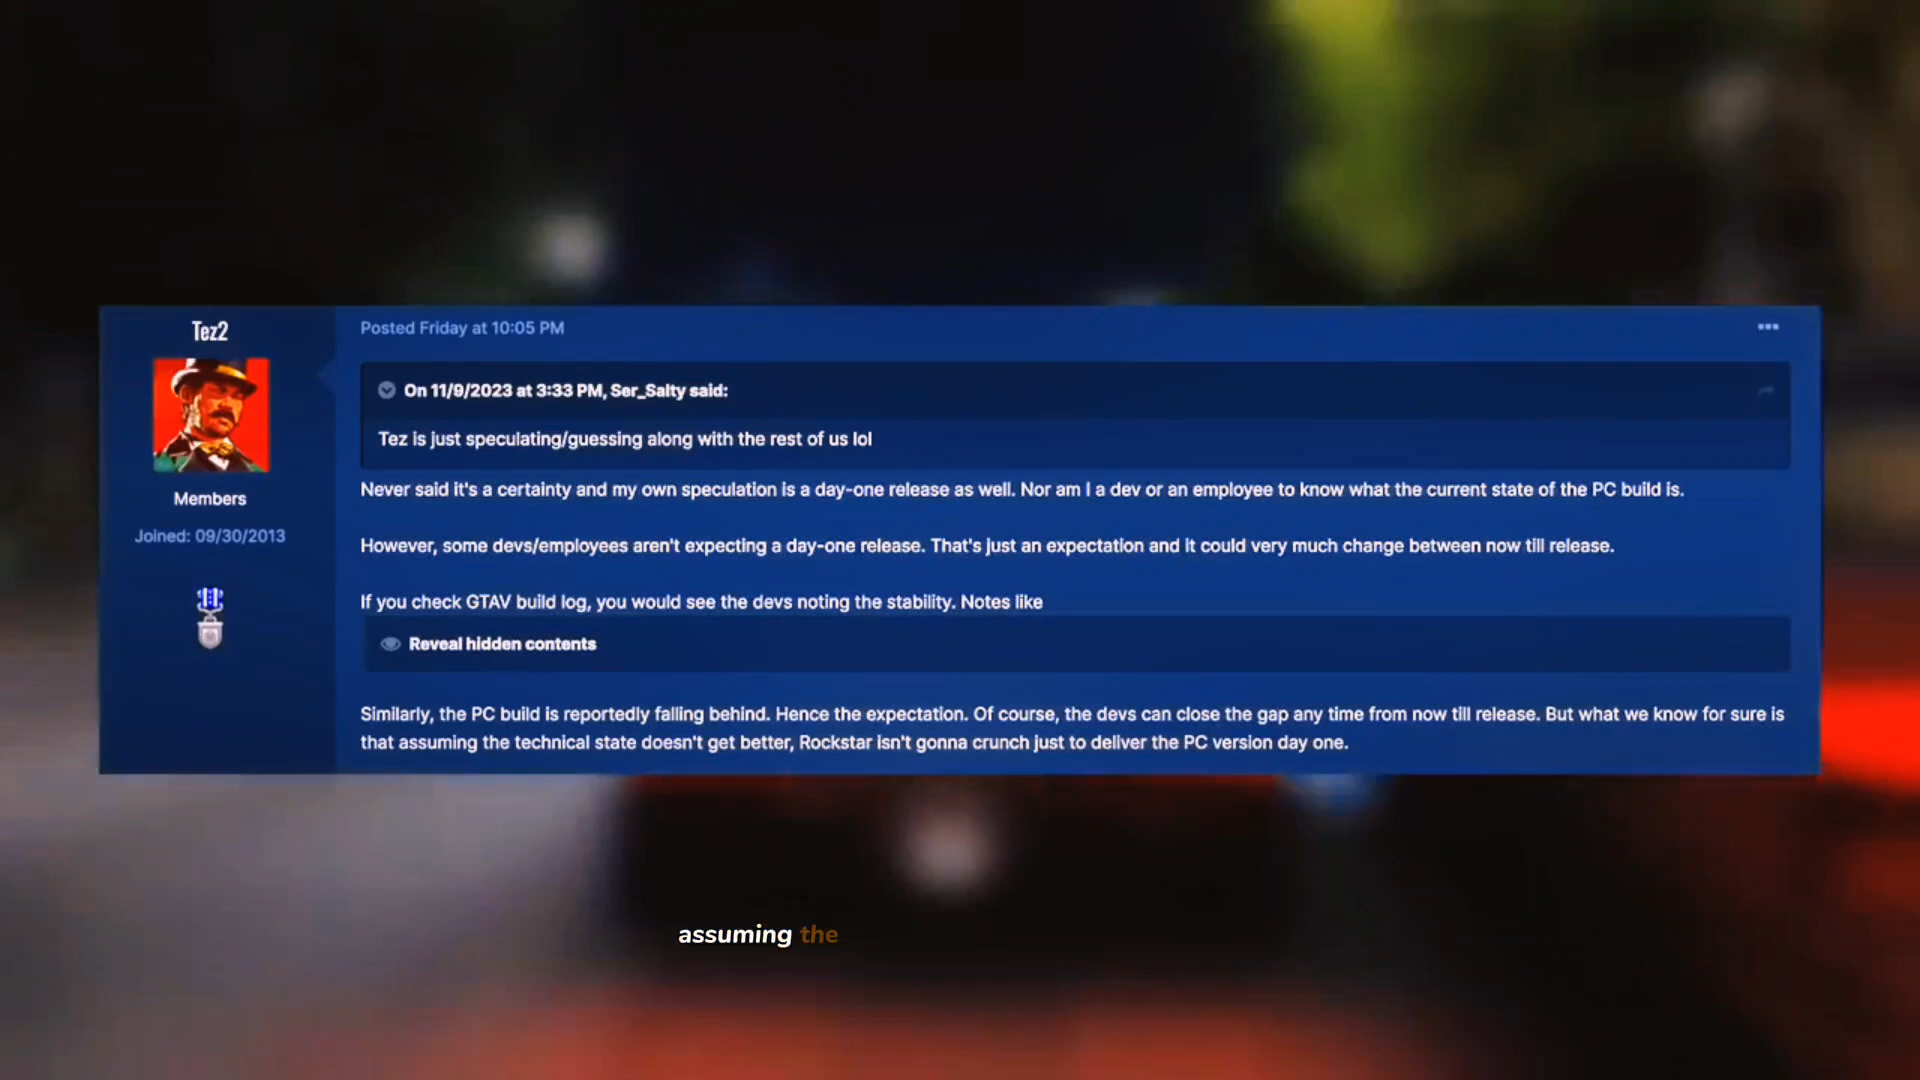 Tez2
Members
Joined: 09/30/2013
Posted Friday at 10:05 PM
On 11/9/2023 at 3:33 PM, Ser_Salty said:
Tez is just speculating/guessing along with the rest of us lol
Never said it's a certainty and my own speculation is a day-one release as well. Nor am I a dev or an employee to know what the current state of the PC build is.
However, some devs/employees aren't expecting a day-one release. That's just an expectation and it could very much change between now till release.
If you check GTAV build log, you would see the devs noting the stability. Notes like
Reveal hidden contents
Similarly, the PC build is reportedly falling behind. Hence the expectation. Of course, the devs can close the gap any time from now till release. But what we know for sure is
that assuming the technical state doesn't get better, Rockstar isn't gonna crunch just to deliver the PC version day one.
assuming the